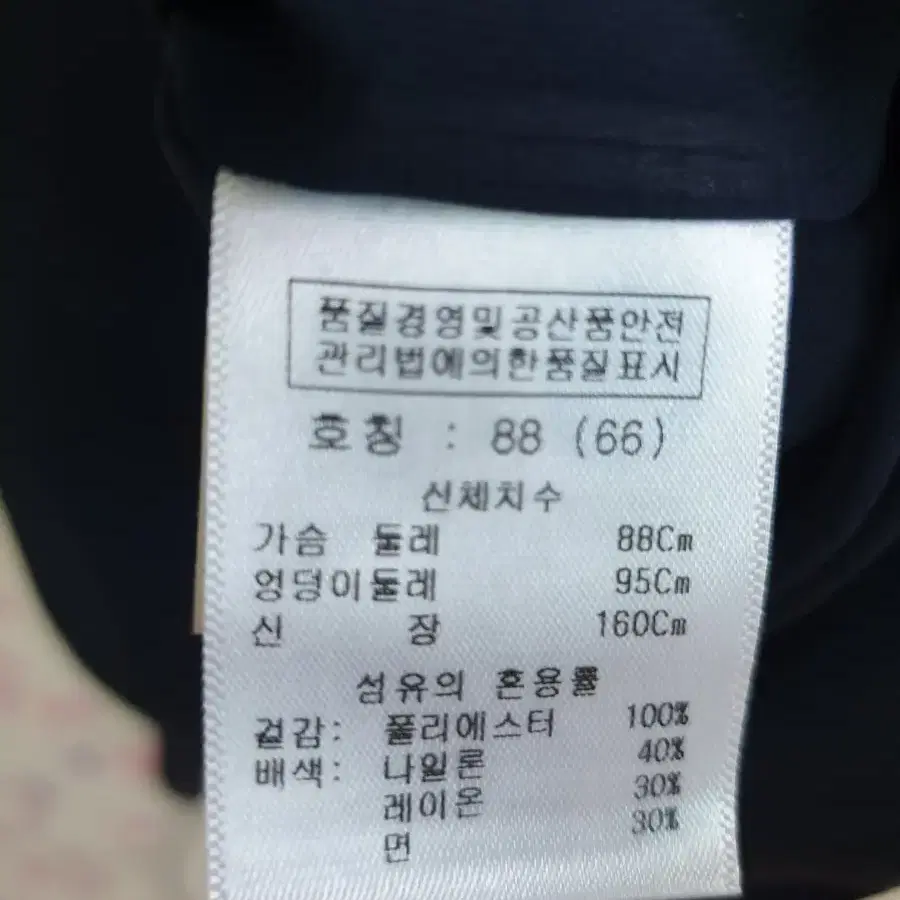 품질경영및공산품안전
관리법에의한품질표시
호칭 : 88 (66)
신체치수
가슴 둘레 88Cm
엉덩이둘레 95Cm
신 장 160Cm
섬유의 혼용률
겉감: 폴리에스터 100%
배색: 나일론 40%
레이온 30%
면 30%